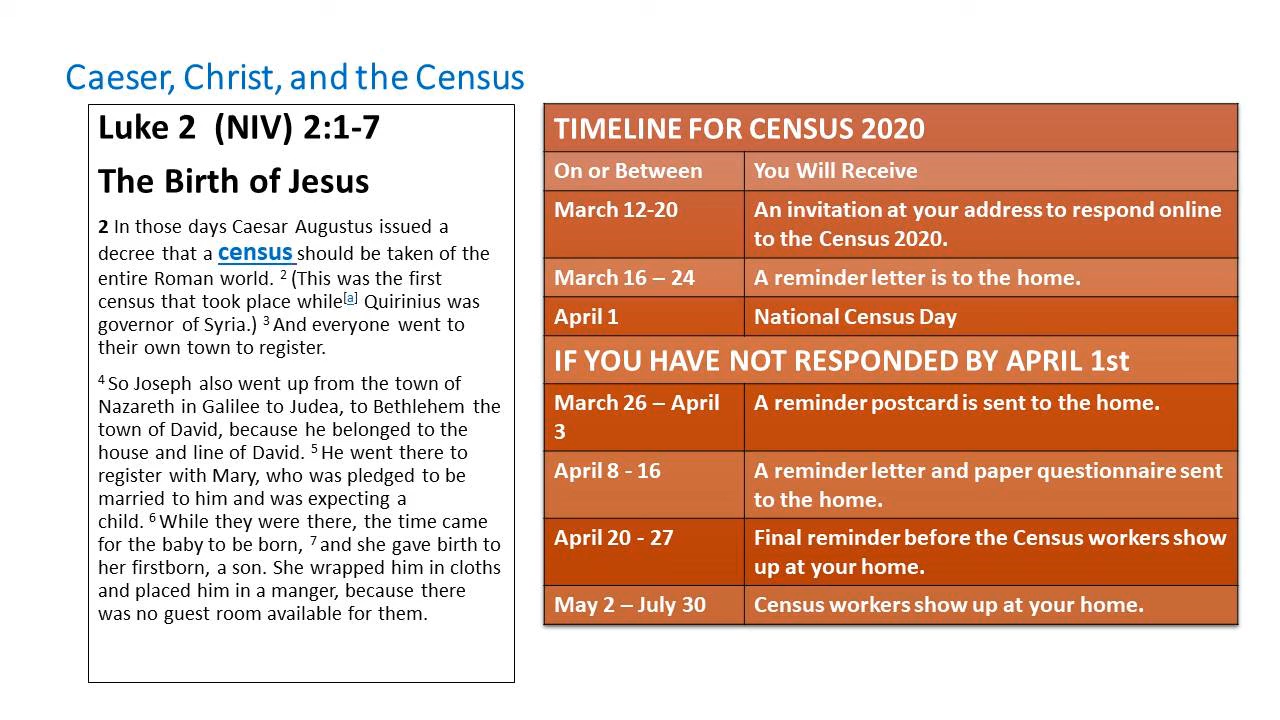 Caeser, Christ, and the Census
Luke 2  (NIV) 2:1-7
The Birth of Jesus
2 In those days Caesar Augustus issued a
decree that a census should be taken of the
entire Roman world. 2 (This was the first
census that took place while[a] Quirinius was
governor of Syria.) 3 And everyone went to
their own town to register.
4 So Joseph also went up from the town of
Nazareth in Galilee to Judea, to Bethlehem the
town of David, because he belonged to the
house and line of David. 5 He went there to
register with Mary, who was pledged to be
married to him and was expecting a
child. 6 While they were there, the time came
for the baby to be born, 7 and she gave birth to
her firstborn, a son. She wrapped him in cloths
and placed him in a manger, because there
was no guest room available for them.
TIMELINE FOR CENSUS 2020
On or Between
You Will Receive
March 12-20
An invitation at your address to respond online
to the Census 2020.
March 16 – 24
A reminder letter is to the home.
April 1
National Census Day
IF YOU HAVE NOT RESPONDED BY APRIL 1st
March 26 – April
3
A reminder postcard is sent to the home.
April 8 - 16
A reminder letter and paper questionnaire sent
to the home.
April 20 - 27
Final reminder before the Census workers show
up at your home.
May 2 – July 30
Census workers show up at your home.